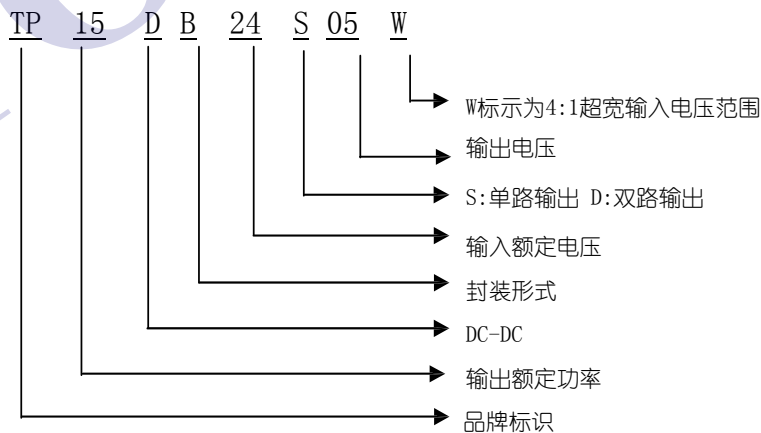 TP 15 D B 24 S 05 W
W标示为4:1超宽输入电压范围
输出电压
S:单路输出 D:双路输出
输入额定电压
封装形式
DC-DC
输出额定功率
品牌标识